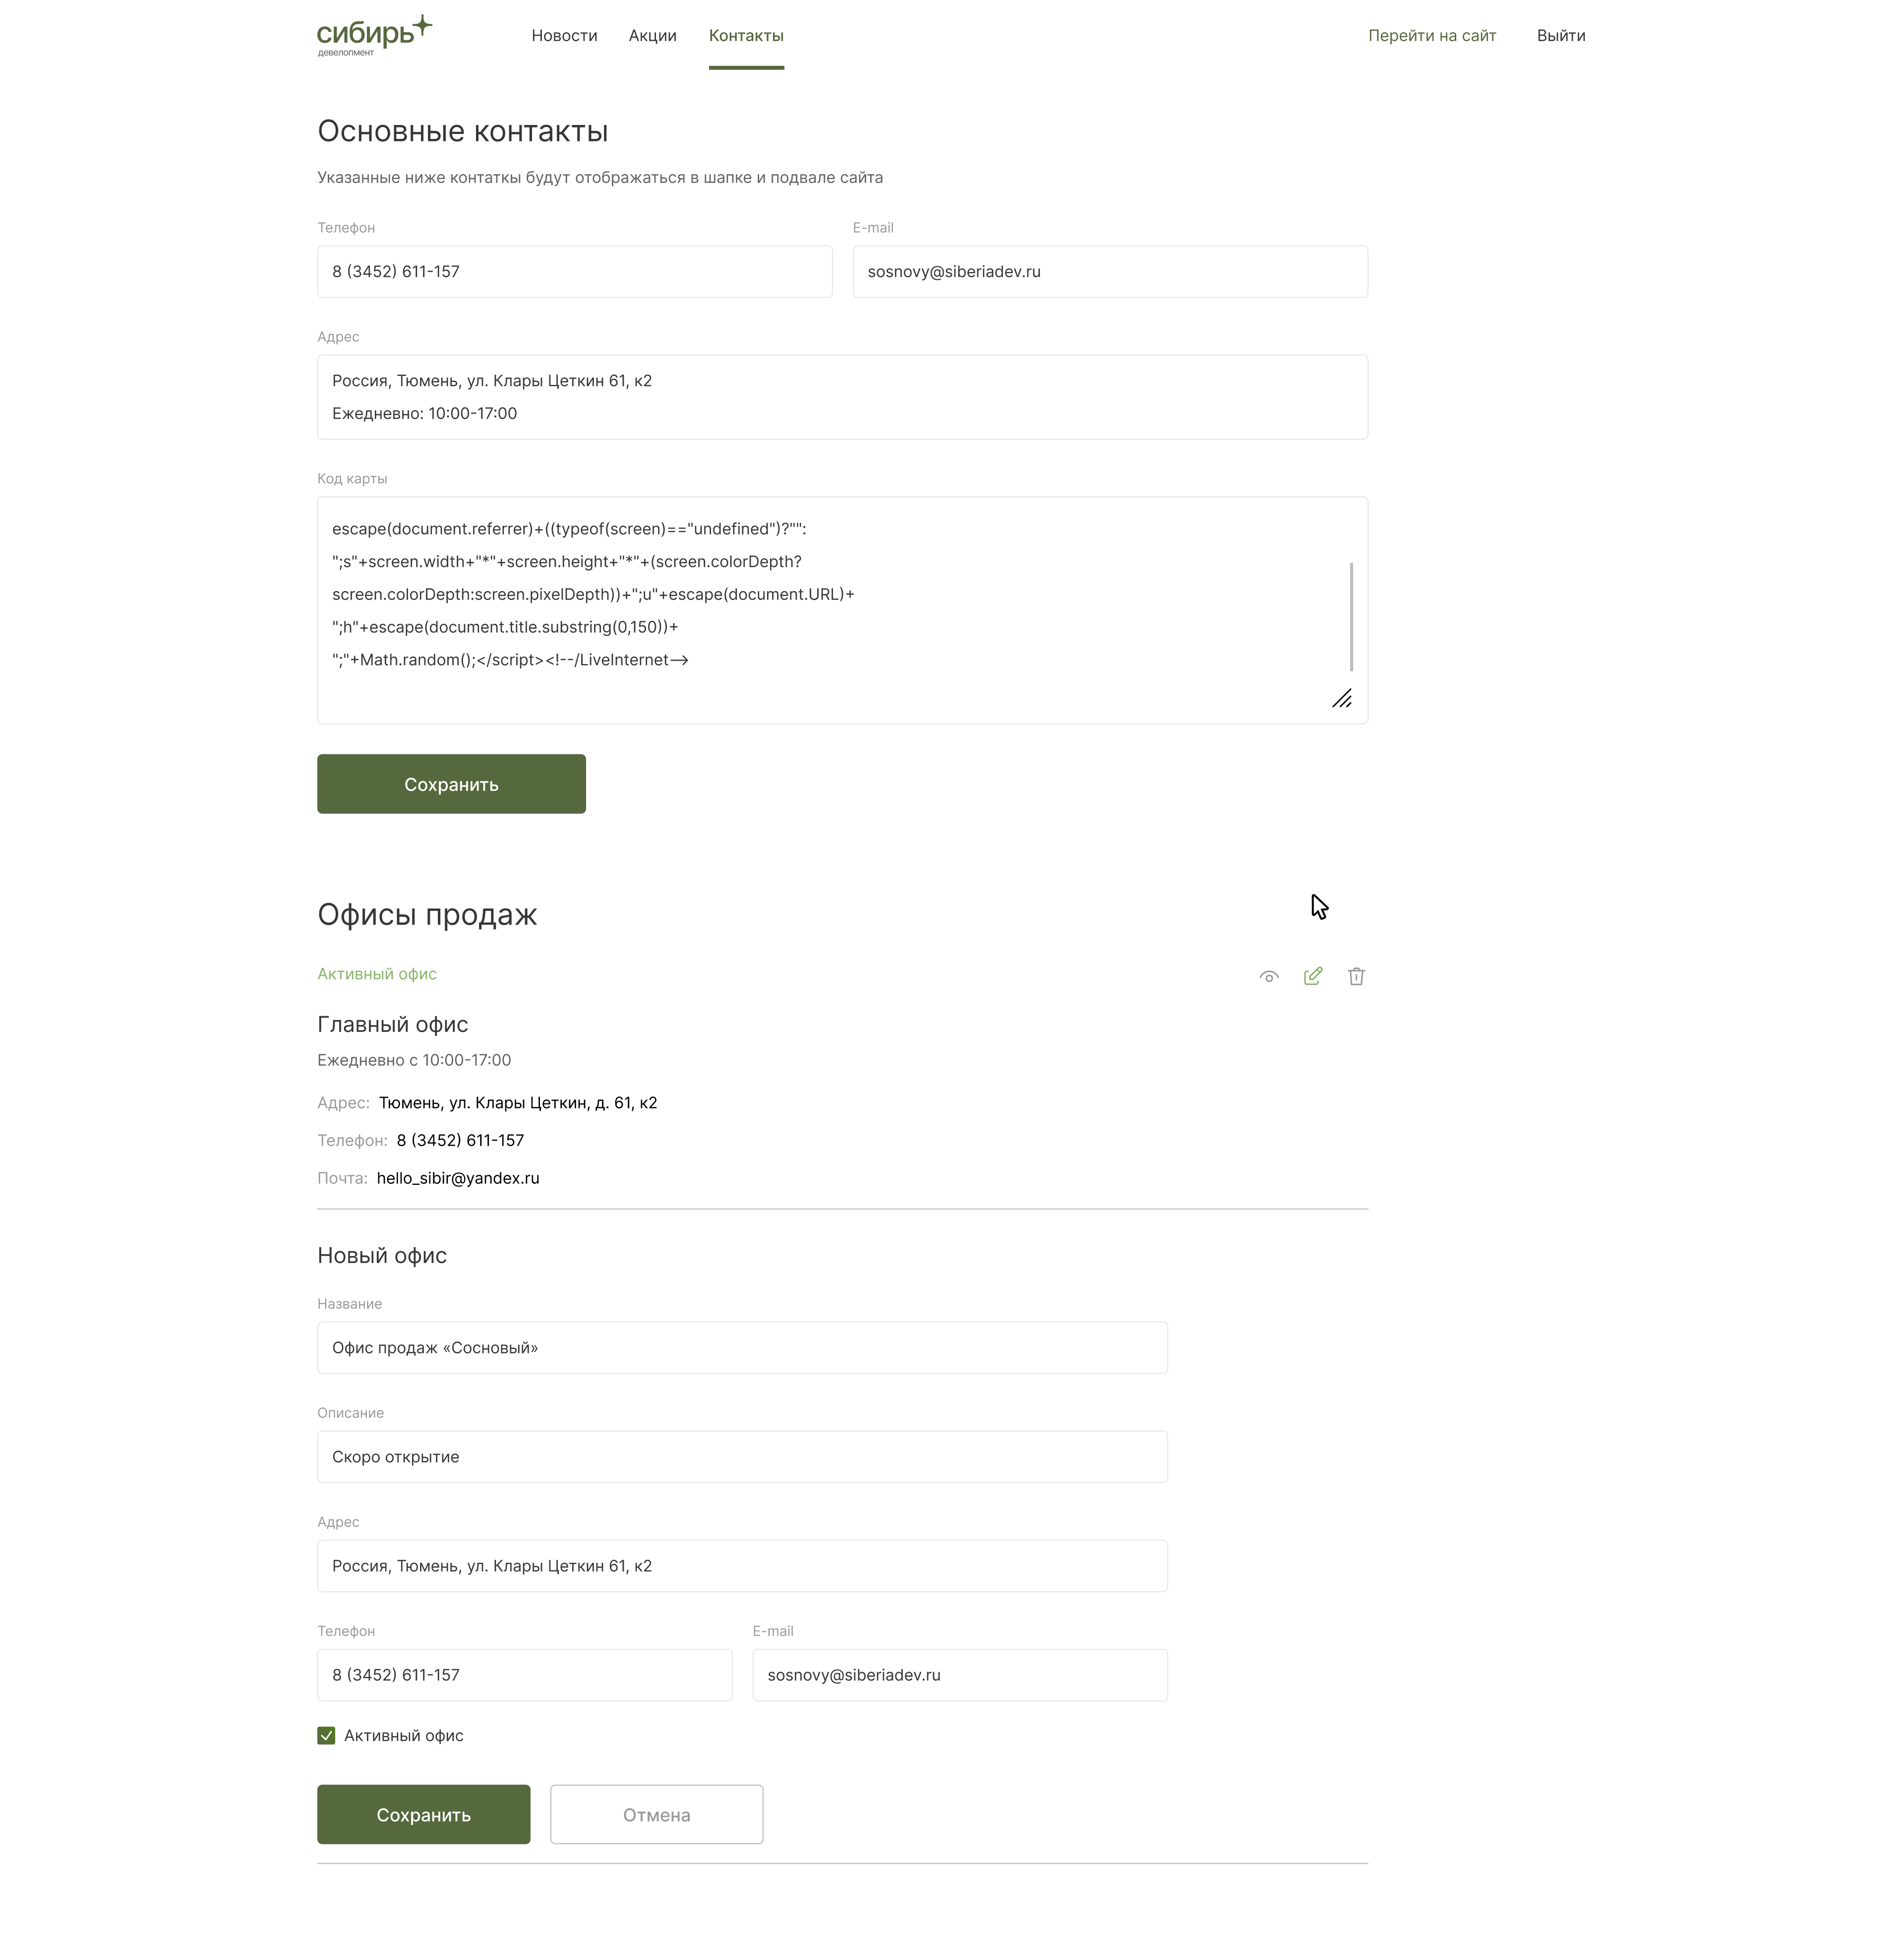 сибирь
девелопмент
Новости
Акции
Контакты
Перейти на сайт
Выйти
Основные контакты
Указанные ниже контаткы будут отображаться в шапке и подвале сайта
Телефон
E-mail
8 (3452) 611-157
sosnovy@siberiadev.ru
Адрес
Россия, Тюмень, ул. Клары Цеткин 61, к2
Ежедневно: 10:00-17:00
Код карты
escape(document.referrer)+((typeof(screen)=="undefined")?"":
";s"+screen.width+"*"+screen.height+"*"+(screen.colorDepth?
screen.colorDepth:screen.pixelDepth))+";u"+escape(document.URL)+
";h"+escape(document.title.substring(0,150))+
";"+Math.random();</script><!--/LiveInternet-->
Сохранить
Офисы продаж
Активный офис
Главный офис
Ежедневно с 10:00-17:00
Адрес: Тюмень, ул. Клары Цеткин, д. 61, к2
Телефон: 8 (3452) 611-157
Почта: hello_sibir@yandex.ru
Новый офис
Название
Офис продаж «Сосновый»
Описание
Скоро открытие
Адрес
Россия, Тюмень, ул. Клары Цеткин 61, к2
Телефон
E-mail
8 (3452) 611-157
sosnovy@siberiadev.ru
Активный офис
Сохранить
Отмена